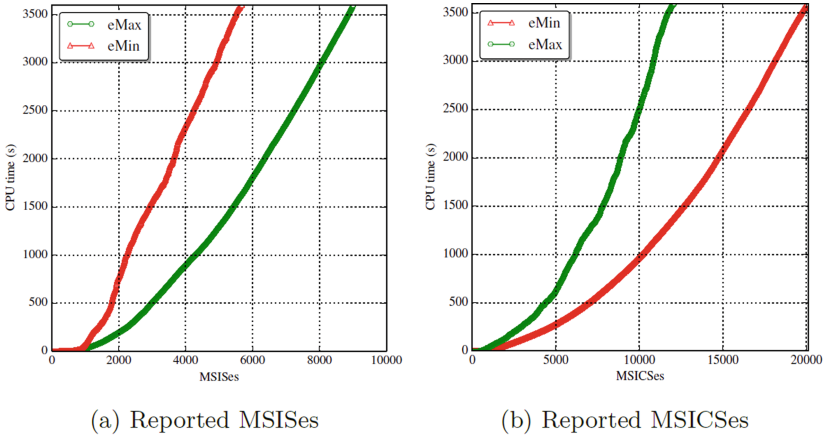 3500
3000
2500
2000
1500
1000
500
0
CPU time (s)
eMax
eMin
0 2000 4000 6000 8000 10000
MSISes
(a) Reported MSISes
3500
3000
2500
2000
1500
1000
500
0
CPU time (s)
eMin
eMax
0 5000 10000 15000 20000
MSICSes
(b) Reported MSICSes